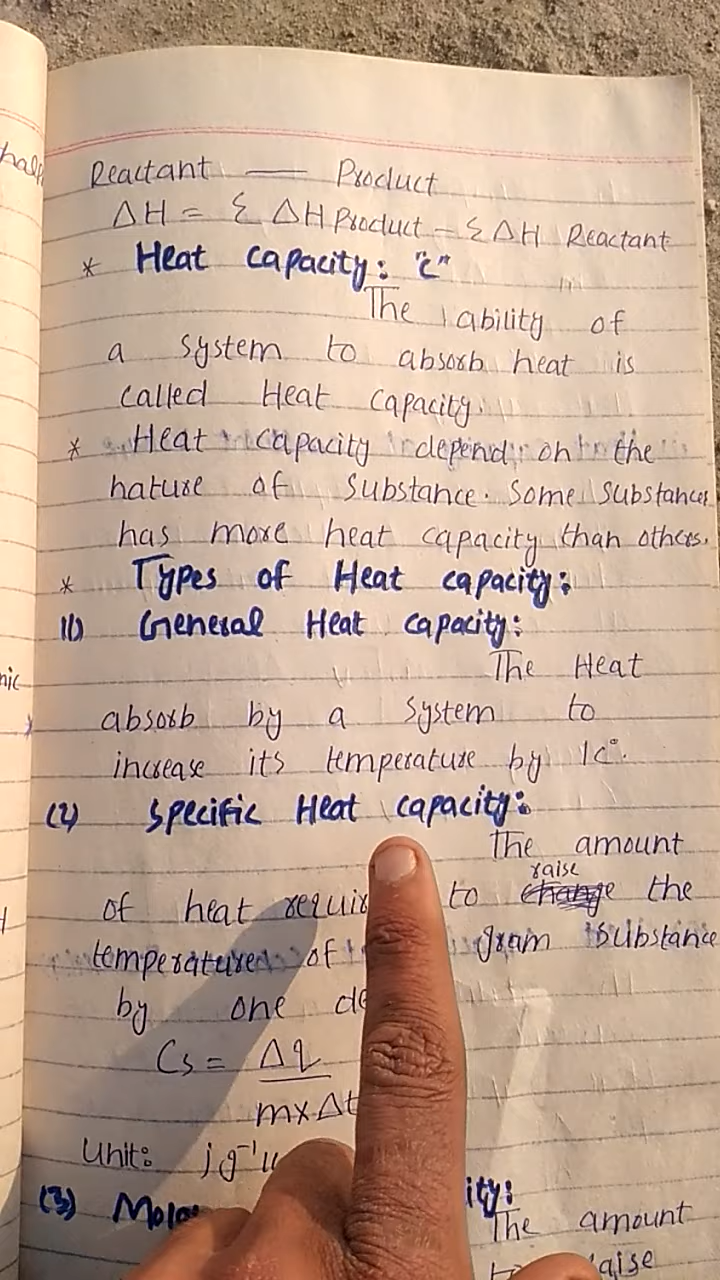 Reactant — Product
ΔH = Σ ΔH Product - Σ ΔH Reactant
* Heat capacity: "c"
The ability of
a system to absorb heat is
called Heat capacity.
* Heat capacity depend on the
nature of substance. Some substances
has more heat capacity than others.
* Types of Heat capacity:
(1) General Heat capacity:
The Heat
absorb by a system to
increase its temperature by 1c°.
(2) Specific Heat capacity:
The amount
raise
of heat to change the
temperature of gram substance
by one
Cs = Δq
m x Δt
Unit: j g⁻¹
(3)
The amount